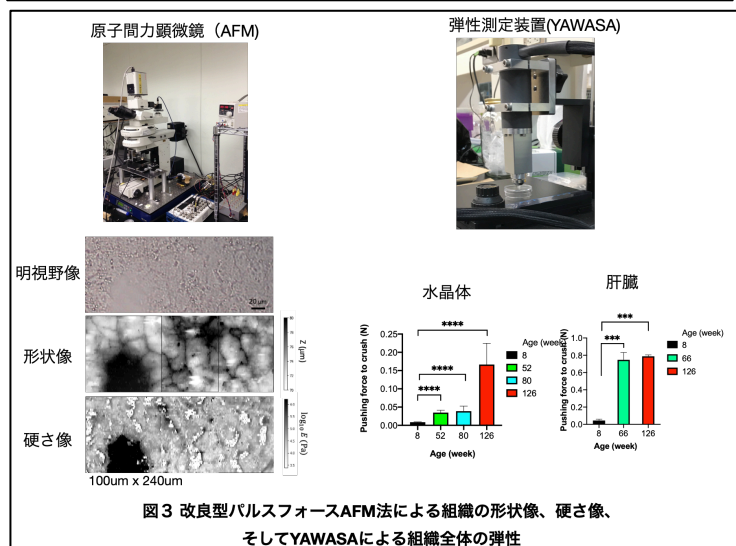 原子間力顕微鏡（AFM)
弾性測定装置(YAWASA)
明視野像
20 μm
形状像
Z (μm)
80
70
硬さ像
log₁₀ E (Pa)
100um x 240um
水晶体
Pushing force to crush (N)
0.25
0.20
0.15
0.10
0.05
0.00
****
****
****
8
52
80
126
Age (week)
Age (week)
8
52
80
126
肝臓
Pushing force to crush (N)
1.0
0.8
0.6
0.4
0.2
0.0
***
***
8
66
126
Age (week)
Age (week)
8
66
126
図３ 改良型パルスフォースAFM法による組織の形状像、硬さ像、
そしてYAWASAによる組織全体の弾性